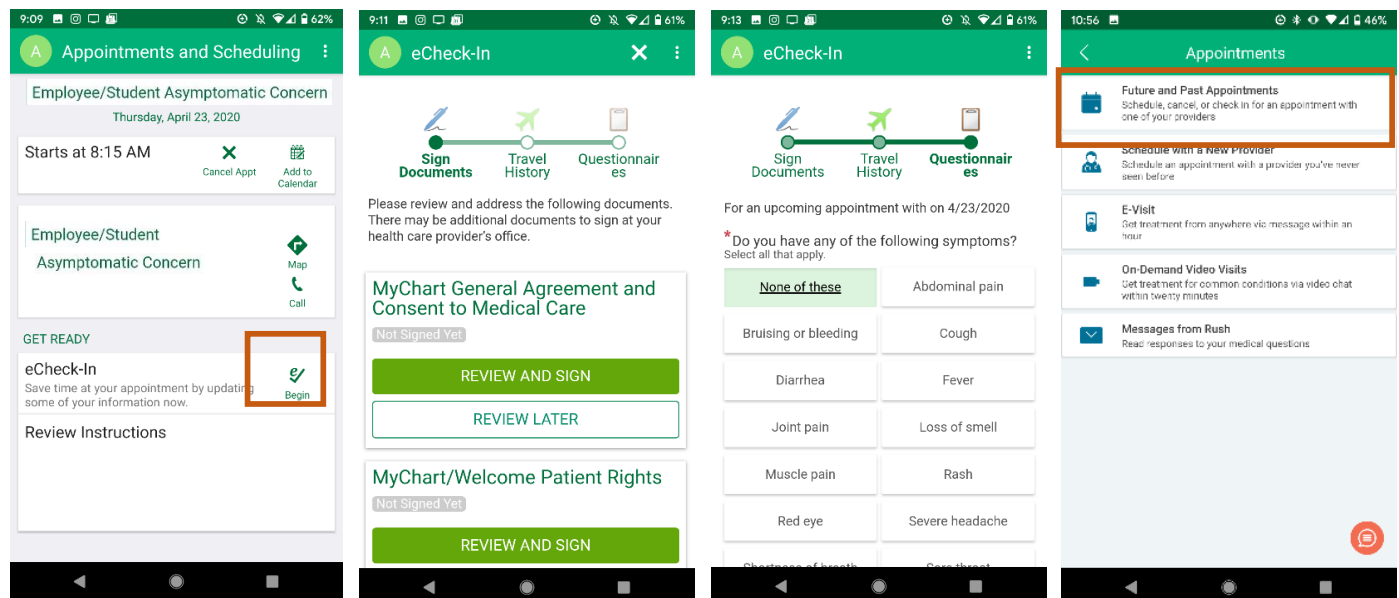 9:09
62%
A
Appointments and Scheduling
Employee/Student Asymptomatic Concern
Thursday, April 23, 2020
Starts at 8:15 AM
Cancel Appt
Add to
Calendar
Employee/Student
Asymptomatic Concern
Map
Call
GET READY
eCheck-In
Save time at your appointment by updating
some of your information now.
Begin
Review Instructions
9:11
61%
A
eCheck-In
Sign
Documents
Travel
History
Questionnair
es
Please review and address the following documents.
There may be additional documents to sign at your
health care provider's office.
MyChart General Agreement and
Consent to Medical Care
Not Signed Yet
REVIEW AND SIGN
REVIEW LATER
MyChart/Welcome Patient Rights
Not Signed Yet
REVIEW AND SIGN
9:13
61%
A
eCheck-In
Sign
Documents
Travel
History
Questionnair
es
For an upcoming appointment with on 4/23/2020
*Do you have any of the following symptoms?
Select all that apply.
None of these
Abdominal pain
Bruising or bleeding
Cough
Diarrhea
Fever
Joint pain
Loss of smell
Muscle pain
Rash
Red eye
Severe headache
Shortness of breath
Sore throat
10:56
46%
Appointments
Future and Past Appointments
Schedule, cancel, or check in for an appointment with
one of your providers
Schedule with a New Provider
Schedule an appointment with a provider you've never
seen before
E-Visit
Get treatment from anywhere via message within an
hour
On-Demand Video Visits
Get treatment for common conditions via video chat
within twenty minutes
Messages from Rush
Read responses to your medical questions